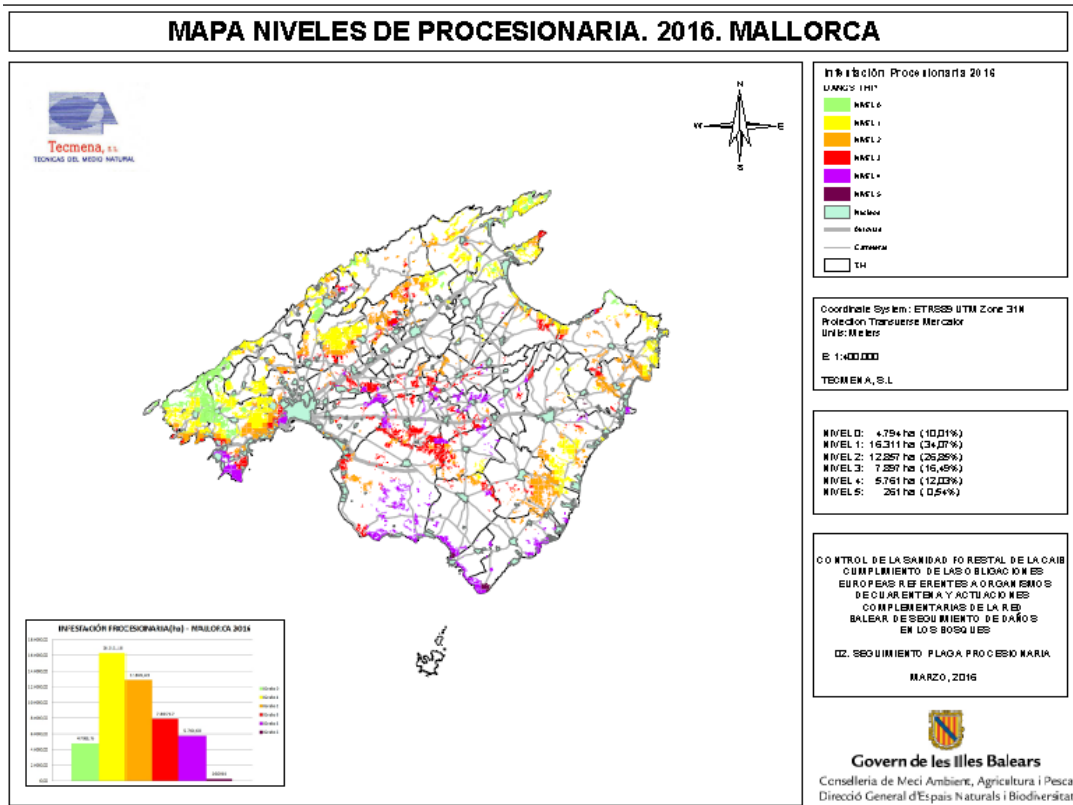 MAPA NIVELES DE PROCESIONARIA. 2016. MALLORCA
Tecmena, s.l.
TECNICAS DEL MEDIO NATURAL
N
W
E
S
Infestación Procesionaria 2016
NIVEL 0
NIVEL 1
NIVEL 2
NIVEL 3
NIVEL 4
NIVEL 5
Núcleos
Carreteras
T.M
Coordinate System: ETRS89 UTM Zone 31N
Projection Transverse Mercator
Units: Meters
E: 1:400.000
TECMENA, S.L
NIVEL 0: 4.794 ha (10,01%)
NIVEL 1: 16.311 ha (34,07%)
NIVEL 2: 12.857 ha (26,85%)
NIVEL 3: 7.897 ha (16,49%)
NIVEL 4: 5.761 ha (12,03%)
NIVEL 5: 261 ha (0,54%)
CONTROL DE LA SANIDAD FORESTAL DE LA CAIB
CUMPLIMIENTO DE LAS OBLIGACIONES
EUROPEAS REFERENTES A ORGANISMOS
DE CUARENTENA Y ACTUACIONES
COMPLEMENTARIAS DE LA RED
BALEAR DE SEGUIMIENTO DE DAÑOS
EN LOS BOSQUES
02. SEGUIMIENTO PLAGA PROCESIONARIA
MARZO, 2016
INFESTACIÓN PROCESIONARIA(ha) - MALLORCA 2016
Govern de les Illes Balears
Conselleria de Medi Ambient, Agricultura i Pesca
Direcció General d'Espais Naturals i Biodiversitat